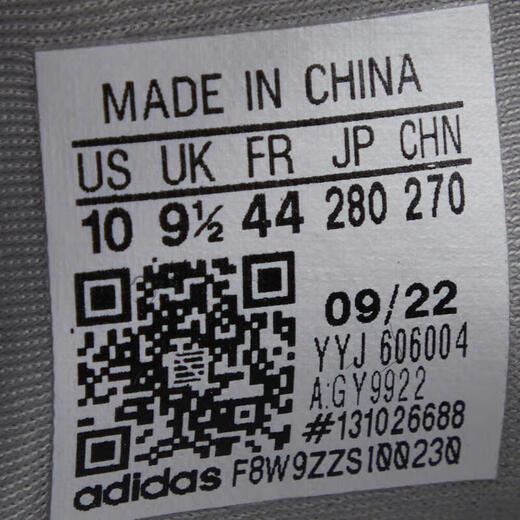 MADE IN CHINA
US UK FR JP CHN
10 9½ 44 280 270
09/22
YYJ 606004
A:GY9922
#131026688
adidas F8W9ZZS100230